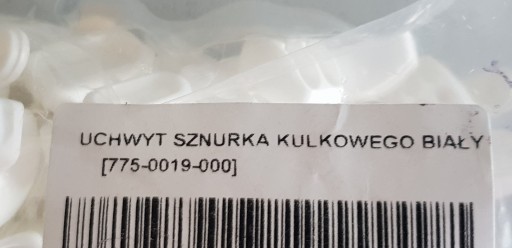 UCHWYT SZNURKA KULKOWEGO BIAŁY
[775-0019-000]